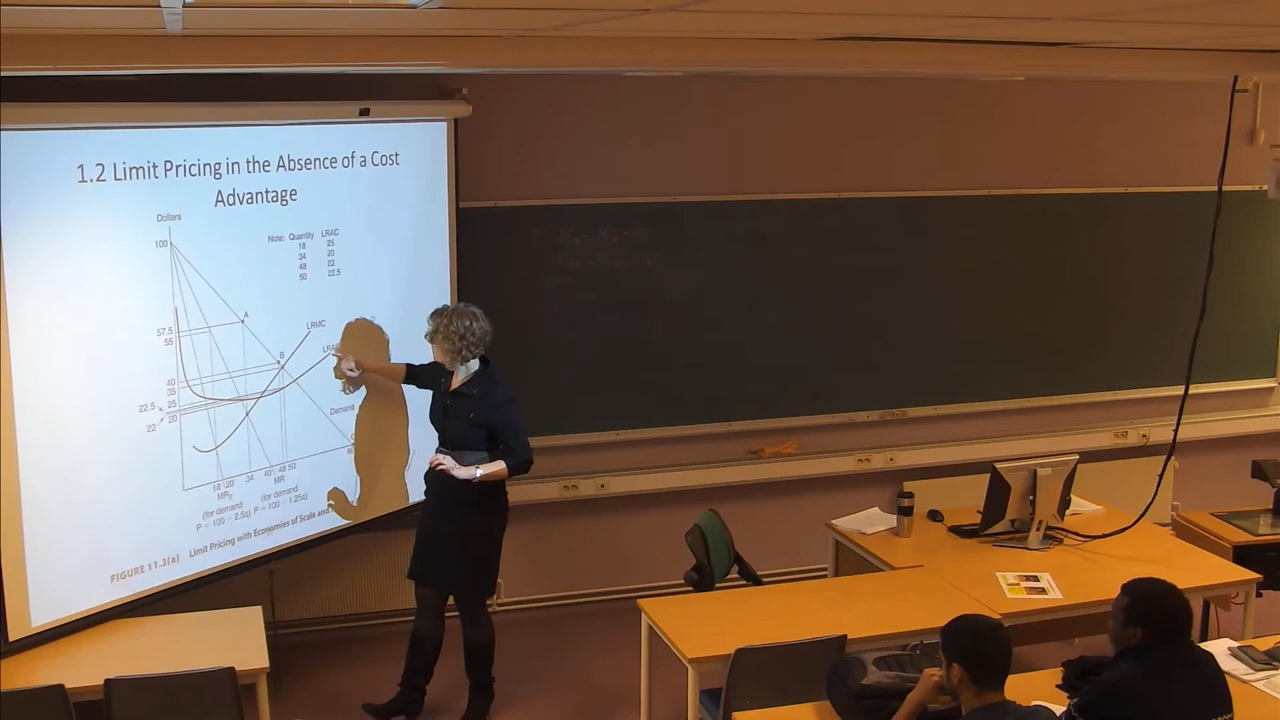 1.2 Limit Pricing in the Absence of a Cost
Advantage
Dollars
100
Note: Quantity LRAC
18 25
34 20
48 22
50 22.5
A
57.5
55
LRMC
B
40
35
22.5
25
22
20
Demand
18 20 34 40 48 50
MR₂ MR
(for demand (for demand
P = 100 - 2.5q) P = 100 - 1.25q)
FIGURE 11.3(a) Limit Pricing with Economies of Scale and